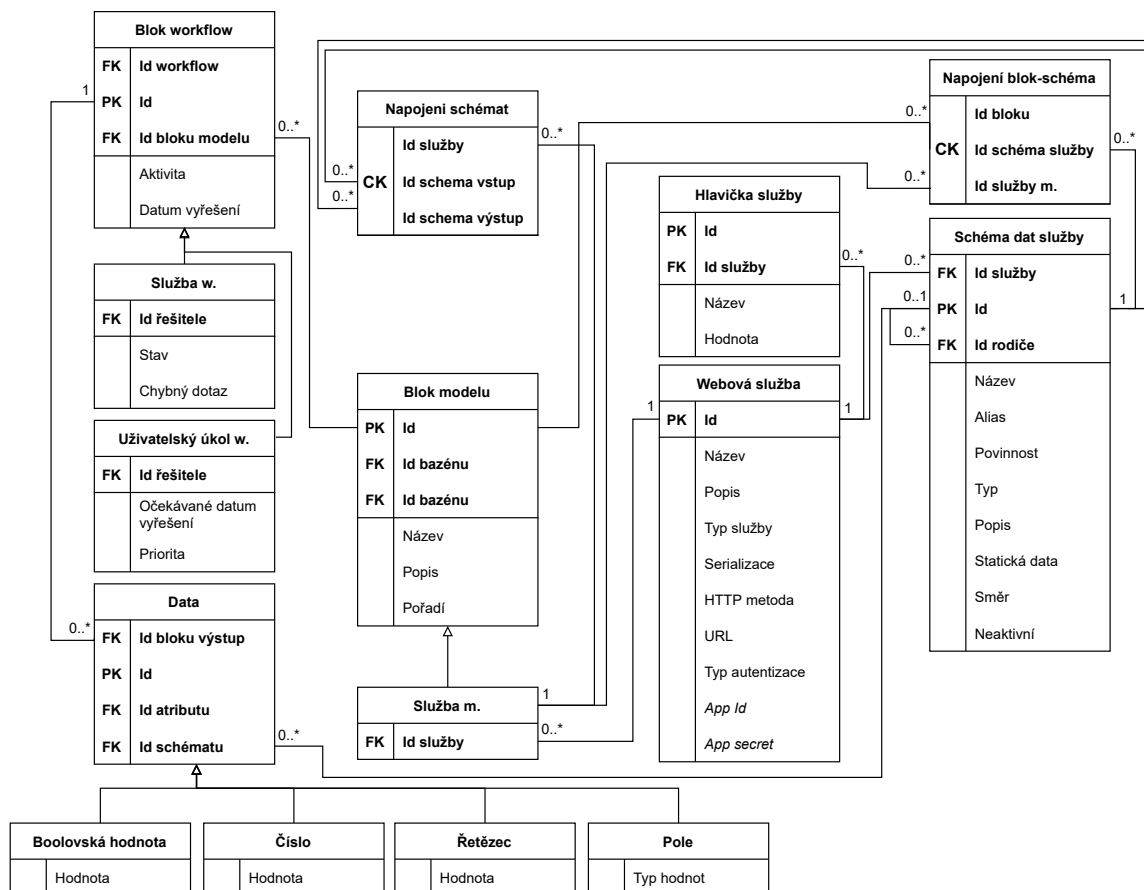 Blok workflow
FK Id workflow
PK Id
FK Id bloku modelu
Aktivita
Datum vyřešení
1
0..*
Služba w.
FK Id řešitele
Stav
Chybný dotaz
Uživatelský úkol w.
FK Id řešitele
Očekávané datum
vyřešení
Priorita
Data
FK Id bloku výstup
PK Id
FK Id atributu
FK Id schématu
0..*
0..*
Boolovská hodnota
Hodnota
Číslo
Hodnota
Řetězec
Hodnota
Pole
Typ hodnot
Napojeni schémat
Id služby
CK Id schema vstup
Id schema výstup
0..*
0..*
0..*
Blok modelu
PK Id
FK Id bazénu
FK Id bazénu
Název
Popis
Pořadí
Služba m.
FK Id služby
1
0..*
Hlavička služby
PK Id
FK Id služby
Název
Hodnota
0..*
Webová služba
PK Id
Název
Popis
Typ služby
Serializace
HTTP metoda
URL
Typ autentizace
App Id
App secret
1
1
Napojení blok-schéma
Id bloku
CK Id schéma služby
Id služby m.
0..*
0..*
0..*
Schéma dat služby
FK Id služby
PK Id
FK Id rodiče
Název
Alias
Povinnost
Typ
Popis
Statická data
Směr
Neaktivní
0..*
0..1
0..*
1